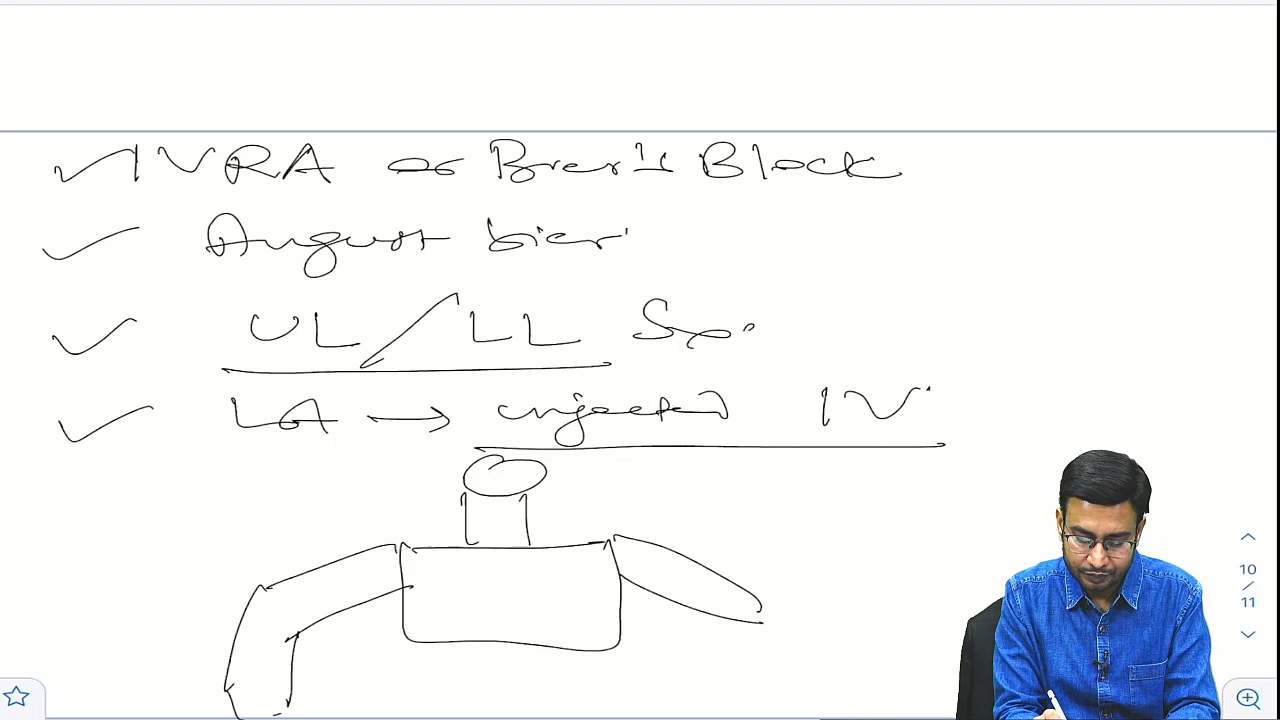 IVRA or Bier's Block
August bier
UL/LL Sx.
LA → injected IV
10
/
11